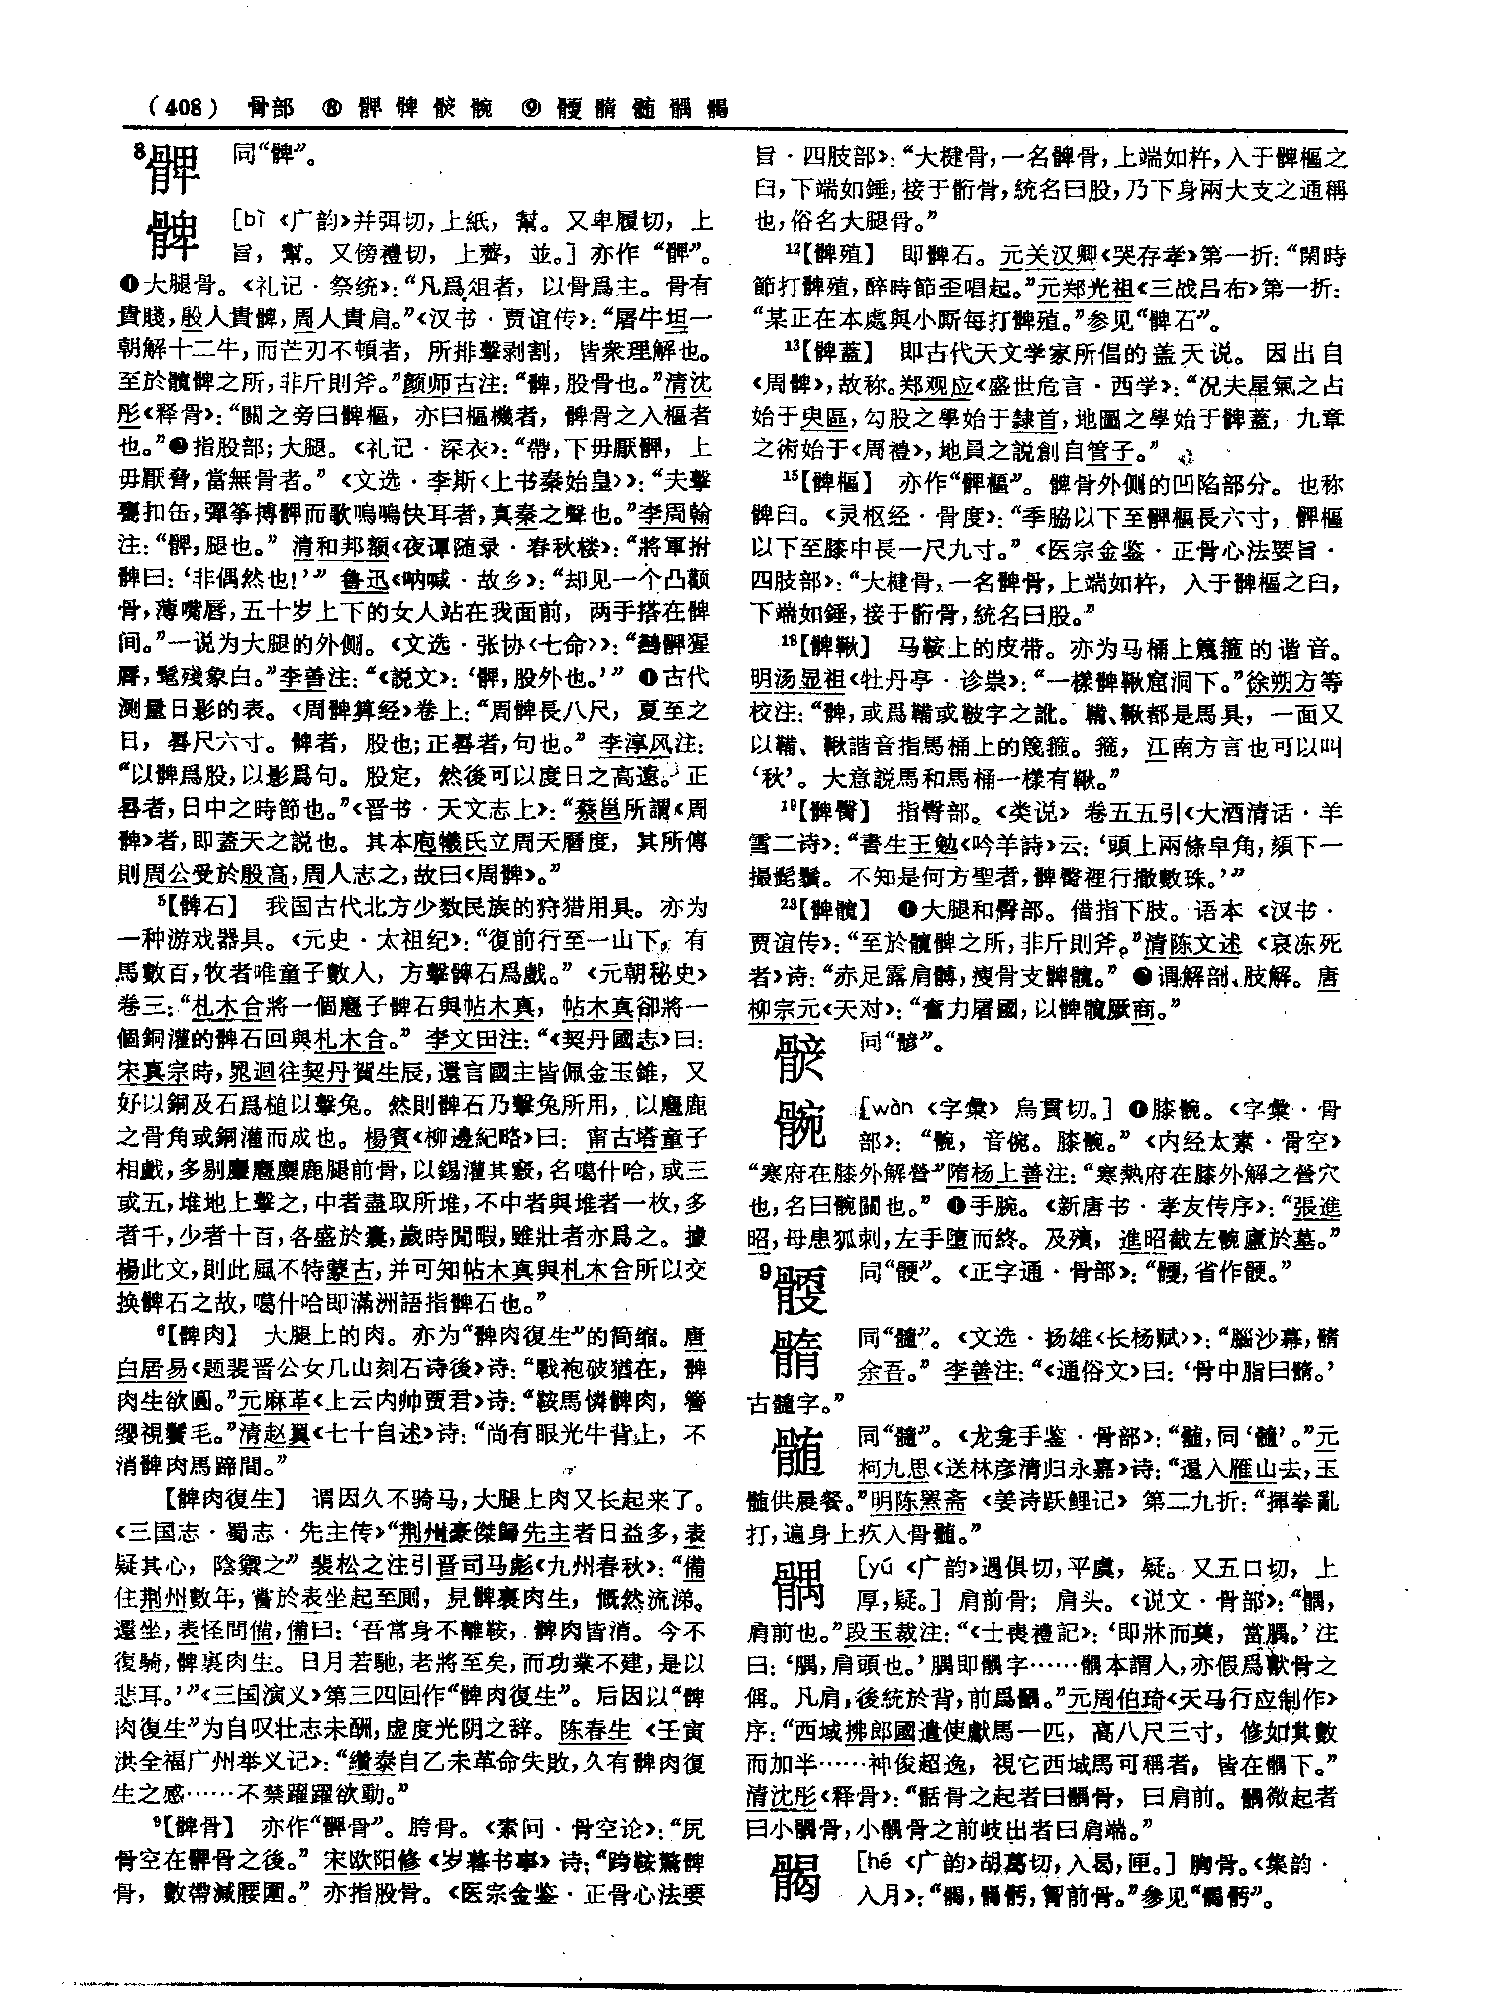 （408） 骨部 ⑧ 髀 髀 骸 腕 ⑨
8 同“髀”。
髀 ［bì 《广韵》并弭切，上紙，幫。又卑履切，上
旨，幫。又傍禮切，上薺，並。］亦作“髀”。
❶大腿骨。《礼记·祭统》：“凡爲俎者，以骨爲主。骨有
貴賤，殷人貴髀，周人貴肩。”《汉书·贾谊传》：“屠牛坦一
朝解十二牛，而芒刃不頓者，所排擊剥割，皆衆理解也。
至於髖髀之所，非斤則斧。”颜师古注：“髀，股骨也。”清沈
彤《释骨》：“關之旁曰髀樞，亦曰樞機者，髀骨之入樞者
也。”❷指股部；大腿。《礼记·深衣》：“帶，下毋厭髀，上
毋厭脅，當無骨者。”《文选·李斯〈上书秦始皇〉》：“夫擊
甕扣缶，彈筝搏髀而歌嗚嗚快耳者，真秦之聲也。”李周翰
注：“髀，腿也。”清和邦額《夜谭随录·春秋楼》：“將軍拊
髀曰：‘非偶然也！’”鲁迅《呐喊·故乡》：“却见一个凸颧
骨，薄嘴唇，五十岁上下的女人站在我面前，两手搭在髀
间。”一说为大腿的外侧。《文选·张协〈七命〉》：“鷰髀猩
脣，髦残象白。”李善注：“《説文》：‘髀，股外也。’”❶古代
测量日影的表。《周髀算经》卷上：“周髀長八尺，夏至之
日，晷尺六寸。髀者，股也；正晷者，句也。”李淳风注：
“以髀爲股，以影爲句。股定，然後可以度日之高遠。正
晷者，日中之時節也。”《晋书·天文志上》：“蔡邕所謂《周
髀》者，即蓋天之説也。其本庖犧氏立周天曆度，其所傳
則周公受於殷高，周人志之，故曰《周髀》。”
⁵【髀石】 我国古代北方少数民族的狩猎用具。亦为
一种游戏器具。《元史·太祖纪》：“復前行至一山下，有
馬數百，牧者唯童子數人，方擊髀石爲戲。”《元朝秘史》
卷三：“札木合將一個麅子髀石與帖木真，帖木真卻將一
個銅灌的髀石回與札木合。”李文田注：“《契丹國志》曰：
宋真宗時，晁迥往契丹賀生辰，還言國主皆佩金玉錐，又
好以銅及石爲槌以擊兔。然則髀石乃擊兔所用，以麅鹿
之骨角或銅灌而成也。楊賓《柳邊紀略》曰：甯古塔童子
相戲，多剔麞麅麋鹿腿前骨，以錫灌其竅，名噶什哈，或三
或五，堆地上擊之，中者盡取所堆，不中者與堆者一枚，多
者千，少者十百，各盛於囊，歲時閒暇，雖壯者亦爲之。據
楊此文，則此風不特蒙古，并可知帖木真與札木合所以交
换髀石之故，噶什哈即滿洲語指髀石也。”
⁶【髀肉】 大腿上的肉。亦为“髀肉復生”的简缩。唐
白居易《题裴晋公女几山刻石诗後》诗：“戰袍破猶在，髀
肉生欲圓。”元麻革《上云内帅贾君》诗：“鞍馬憐髀肉，簪
纓視鬢毛。”清赵翼《七十自述》诗：“尚有眼光牛背上，不
消髀肉馬蹄間。”
【髀肉復生】 谓因久不骑马，大腿上肉又长起来了。
《三国志·蜀志·先主传》“荆州豪傑歸先主者日益多，表
疑其心，陰禦之”裴松之注引晋司马彪《九州春秋》：“備
住荆州數年，嘗於表坐起至厠，見髀裏肉生，慨然流涕。
還坐，表怪問備，備曰：‘吾常身不離鞍，髀肉皆消。今不
復騎，髀裏肉生。日月若馳，老將至矣，而功業不建，是以
悲耳。’”《三国演义》第三四回作“髀肉復生”。后因以“髀
肉復生”为自叹壮志未酬，虚度光阴之辞。陈春生《壬寅
洪全福广州举义记》：“纘泰自乙未革命失敗，久有髀肉復
生之感……不禁躍躍欲動。”
⁹【髀骨】 亦作“髀骨”。胯骨。《素问·骨空论》：“尻
骨空在髀骨之後。”宋欧阳修《岁暮书事》诗：“跨鞍驚髀
骨，數帶減腰圍。”亦指股骨。《医宗金鉴·正骨心法要
旨·四肢部》：“大楗骨，一名髀骨，上端如杵，入于髀樞之
臼，下端如錘，接于䯒骨，統名曰股，乃下身兩大支之通稱
也，俗名大腿骨。”
¹²【髀殖】 即髀石。元关汉卿《哭存孝》第一折：“閑時
節打髀殖，醉時節歪唱起。”元郑光祖《三战吕布》第一折：
“某正在本處與小厮每打髀殖。”参见“髀石”。
¹³【髀蓋】 即古代天文学家所倡的盖天说。因出自
《周髀》，故称。郑观应《盛世危言·西学》：“况夫星氣之占
始于臾區，勾股之學始于隸首，地圖之學始于髀蓋，九章
之術始于《周禮》，地員之説創自管子。”
¹⁵【髀樞】 亦作“髀樞”。髀骨外侧的凹陷部分。也称
髀臼。《灵枢经·骨度》：“季脇以下至髀樞長六寸，髀樞
以下至膝中長一尺九寸。”《医宗金鉴·正骨心法要旨·
四肢部》：“大楗骨，一名髀骨，上端如杵，入于髀樞之臼，
下端如錘，接于䯒骨，統名曰股。”
¹⁸【髀鞦】 马鞍上的皮带。亦为马桶上篾箍的谐音。
明汤显祖《牡丹亭·诊祟》：“一樣髀鞦窟洞下。”徐朔方等
校注：“髀，或爲鞴或鞁字之訛。鞴、鞦都是馬具，一面又
以鞴、鞦諧音指馬桶上的篾箍。箍，江南方言也可以叫
‘秋’。大意説馬和馬桶一樣有鞦。”
¹⁹【髀臀】 指臀部。《类说》卷五五引《大酒清话·羊
雪二诗》：“書生王勉《吟羊詩》云：‘頭上兩條皁角，頦下一
撮髭鬚。不知是何方聖者，髀臀裡行撒數珠。’”
²³【髀髖】 ❶大腿和臀部。借指下肢。语本《汉书·
贾谊传》：“至於髖髀之所，非斤則斧。”清陈文述《哀冻死
者》诗：“赤足露肩髆，瘦骨支髀髖。”❷谓解剖、肢解。唐
柳宗元《天对》：“奮力屠國，以髀髖厥商。”
同“骸”。
［wàn 《字彙》烏貫切。］❶膝䯛。《字彙·骨
部》：“䯛，音惋。膝䯛。”《内经太素·骨空》
“寒府在膝外解營”隋杨上善注：“寒熱府在膝外解之營穴
也，名曰䯛關也。”❶手腕。《新唐书·孝友传序》：“張進
昭，母患狐刺，左手墮而終。及殯，進昭截左䯛廬於墓。”
9 同“骾”。《正字通·骨部》：“，省作骾。”
同“髓”。《文选·扬雄〈长杨赋〉》：“腦沙幕，䯝
余吾。”李善注：“《通俗文》曰：‘骨中脂曰䯝。’
古髓字。”
髄 同“髓”。《龙龛手鉴·骨部》：“髄，同‘髓’。”元
柯九思《送林彦清归永嘉》诗：“還入雁山去，玉
髄供晨餐。”明陈罴斋《姜诗跃鲤记》第二九折：“揮拳亂
打，遍身上疾入骨髄。”
髃 ［yú 《广韵》遇俱切，平虞，疑。又五口切，上
厚，疑。］肩前骨；肩头。《说文·骨部》：“髃，
肩前也。”段玉裁注：“《士喪禮記》：‘即牀而奠，當腢。’注
曰：‘腢，肩頭也。’腢即髃字……髃本謂人，亦假爲獸骨之
偁。凡肩，後統於背，前爲髃。”元周伯琦《天马行应制作》
序：“西域拂郎國遣使獻馬一匹，高八尺三寸，修如其數
而加半……神俊超逸，視它西域馬可稱者，皆在髃下。”
清沈彤《释骨》：“髺骨之起者曰髃骨，曰肩前。髃微起者
曰小髃骨，小髃骨之前岐出者曰肩端。”
［hé 《广韵》胡葛切，入曷，匣。］胸骨。《集韵·
入月》：“𩩲，𩩲骬，胷前骨。”参见“𩩲骬”。